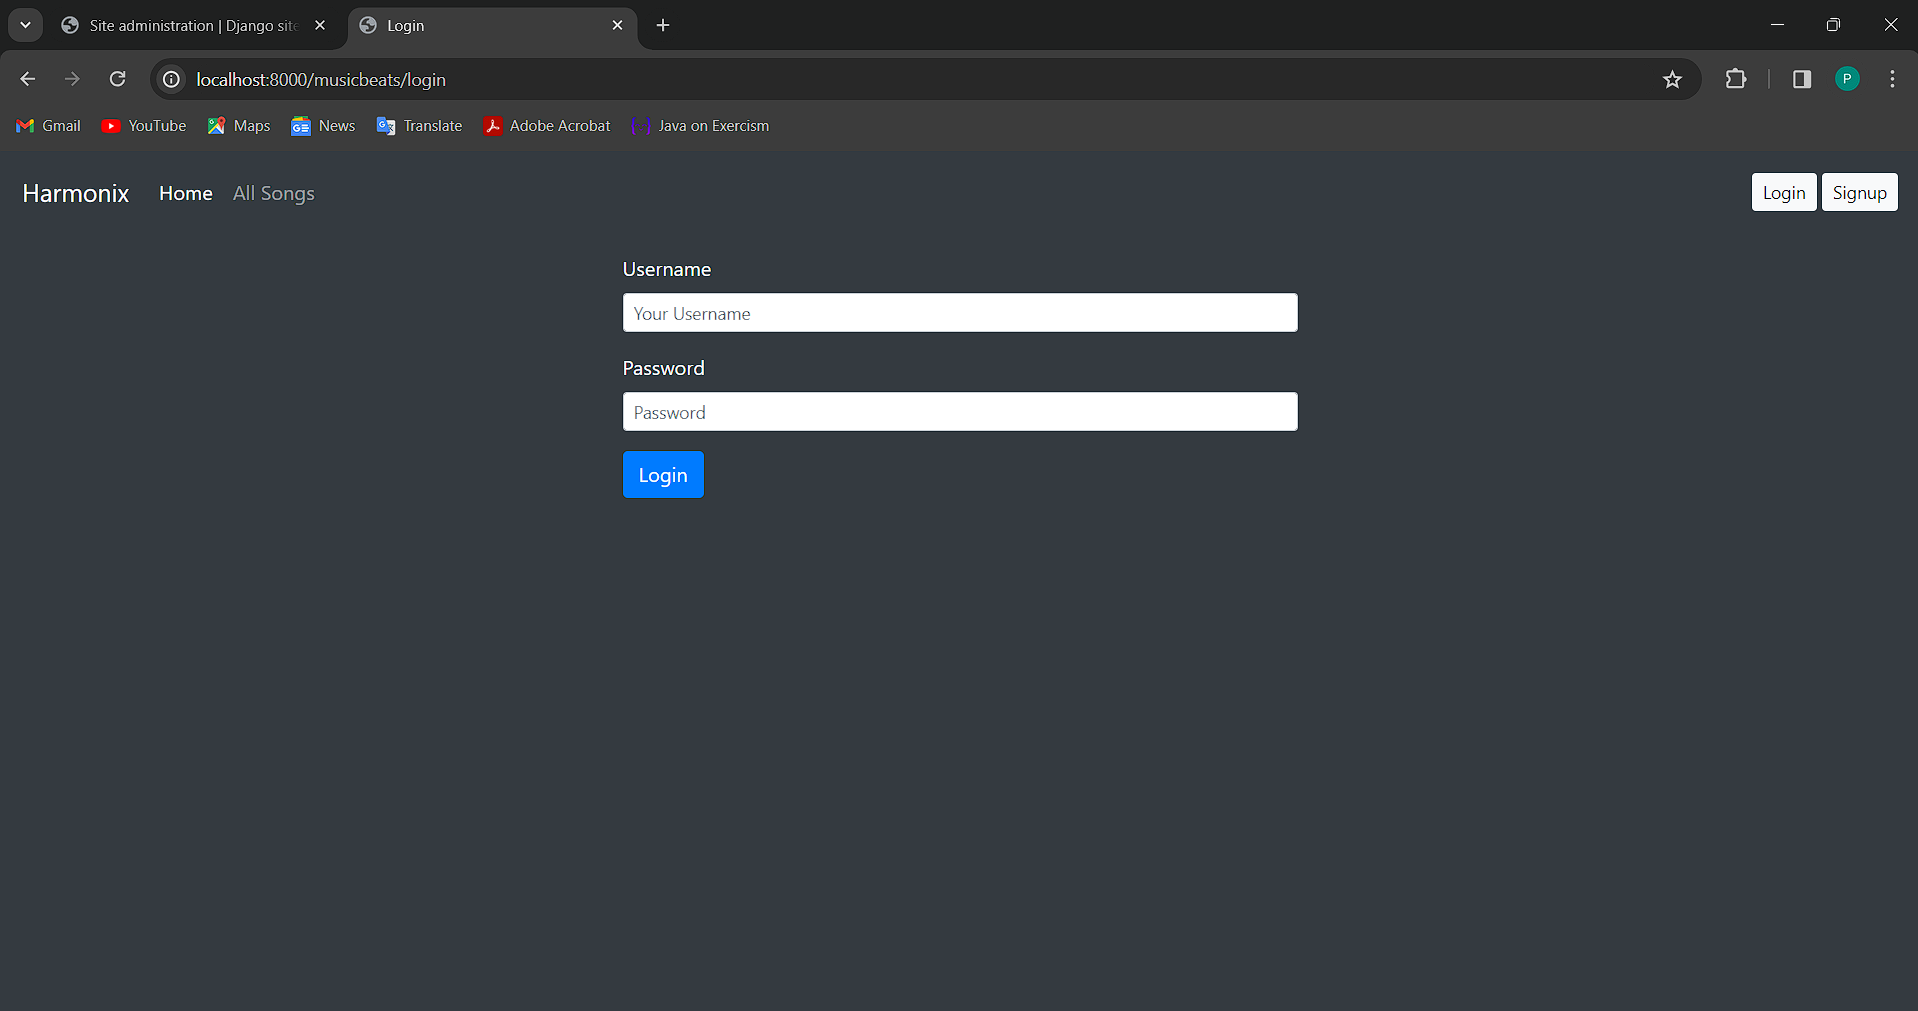 Site administration | Django site
Login
localhost:8000/musicbeats/login
P
Gmail
YouTube
Maps
News
Translate
Adobe Acrobat
Java on Exercism
Harmonix
Home
All Songs
Login
Signup
Username
Your Username
Password
Password
Login